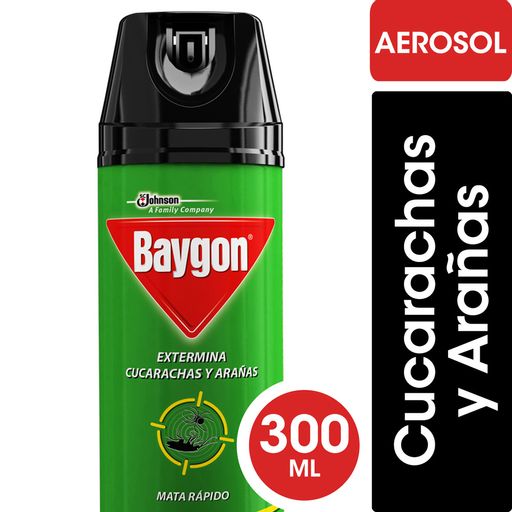 AEROSOL
Cucarachas
y Arañas
SC Johnson
A Family Company
Baygon®
EXTERMINA
CUCARACHAS Y ARAÑAS
300
ML
MATA RÁPIDO